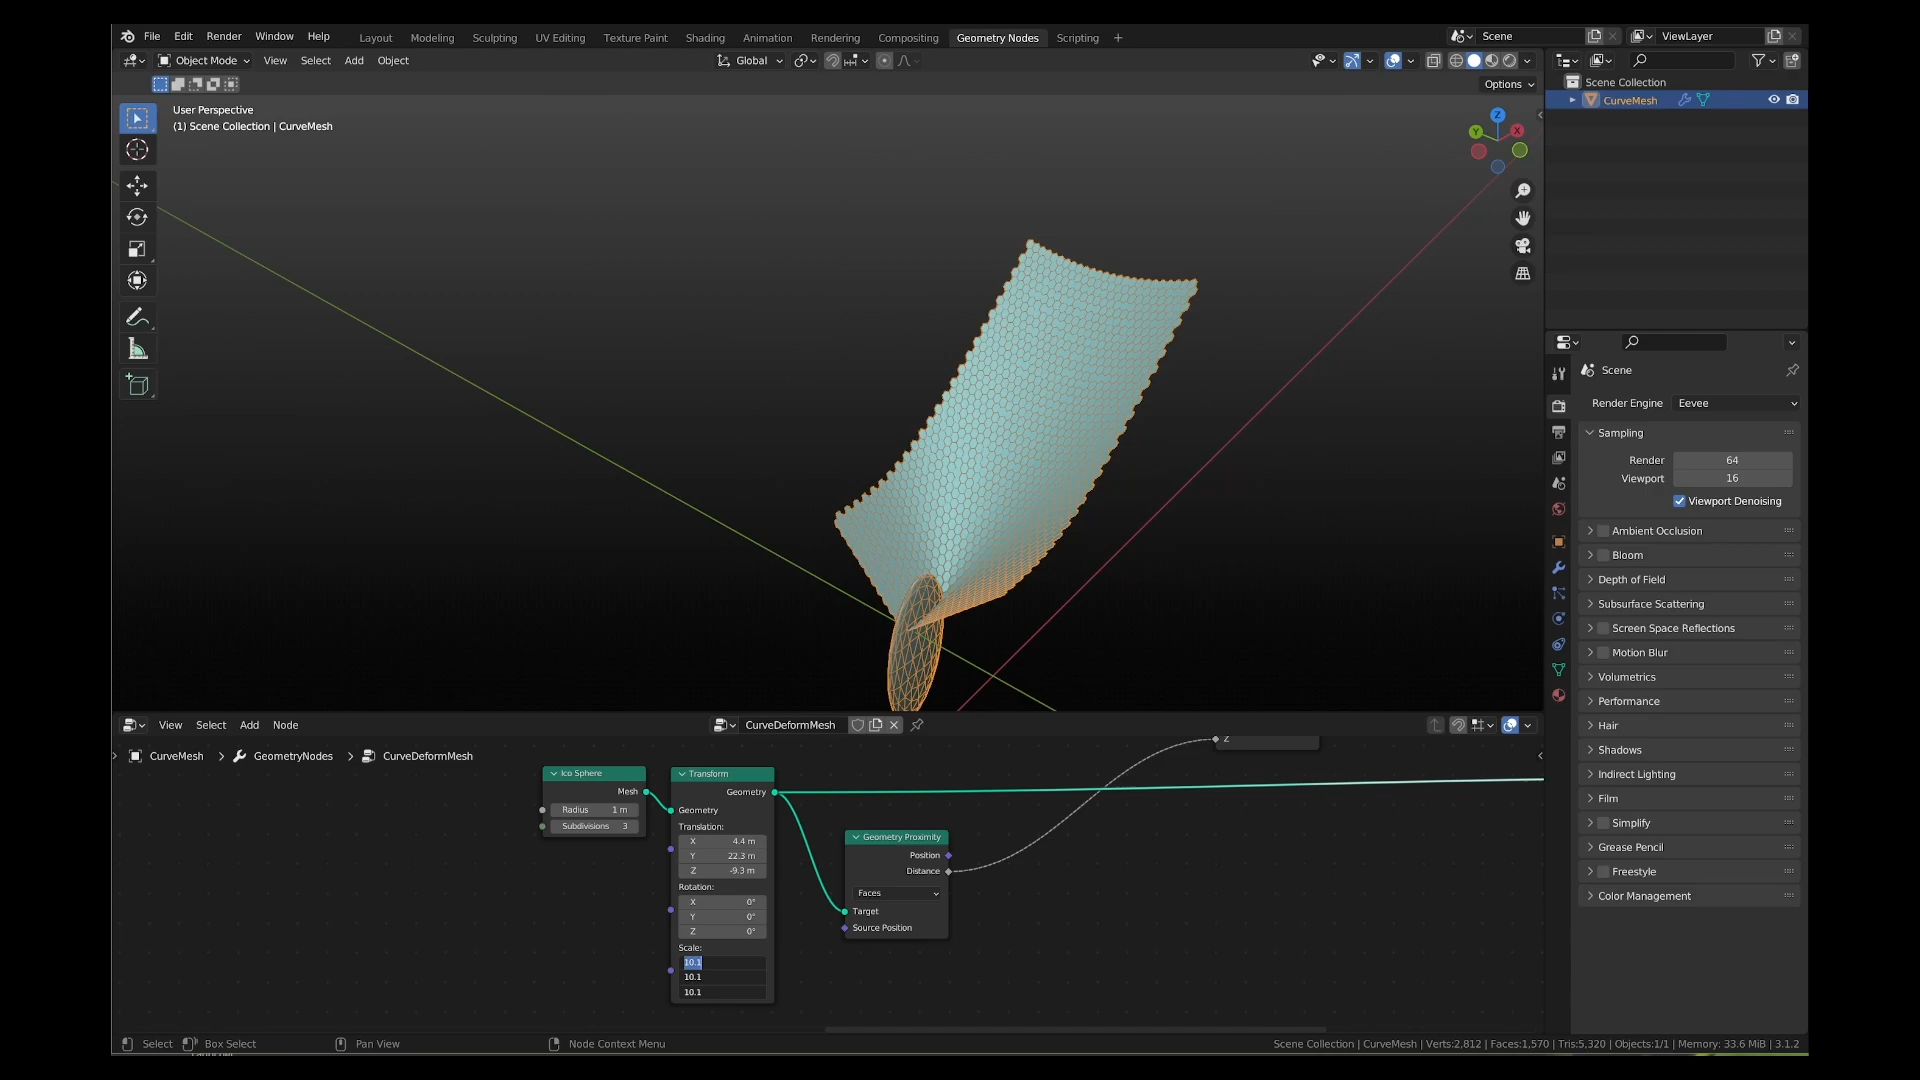 File Edit Render Window Help
Layout Modeling Sculpting UV Editing Texture Paint Shading Animation Rendering Compositing Geometry Nodes Scripting +
Scene
ViewLayer
Object Mode View Select Add Object
Global
Options
User Perspective
(1) Scene Collection | CurveMesh
Z
Y
X
Scene Collection
CurveMesh
Scene
Render Engine Eevee
Sampling
Render 64
Viewport 16
Viewport Denoising
Ambient Occlusion
Bloom
Depth of Field
Subsurface Scattering
Screen Space Reflections
Motion Blur
Volumetrics
Performance
Hair
Shadows
Indirect Lighting
Film
Simplify
Grease Pencil
Freestyle
Color Management
View Select Add Node
CurveDeformMesh
CurveMesh > GeometryNodes > CurveDeformMesh
Ico Sphere
Mesh
Radius 1 m
Subdivisions 3
Transform
Geometry
Geometry
Translation:
X 4.4 m
Y 22.3 m
Z -9.3 m
Rotation:
X 0°
Y 0°
Z 0°
Scale:
10.1
10.1
10.1
Geometry Proximity
Position
Distance
Faces
Target
Source Position
Z
Select Box Select Pan View Node Context Menu
Scene Collection | CurveMesh | Verts:2,812 | Faces:1,570 | Tris:5,320 | Objects:1/1 | Memory: 33.6 MiB | 3.1.2